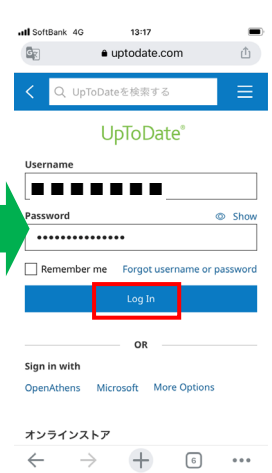 SoftBank 4G 13:17
uptodate.com
UpToDateを検索する
UpToDate®
Username
Password Show
Remember me Forgot username or password
Log In
OR
Sign in with
OpenAthens Microsoft More Options
オンラインストア
6